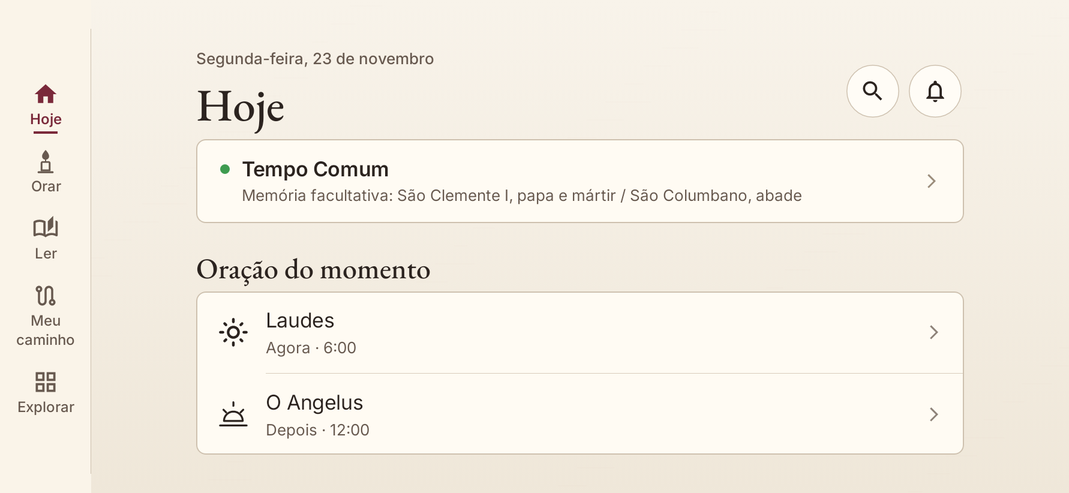 Segunda-feira, 23 de novembro
Hoje
Hoje
Orar
Ler
Meu
caminho
Explorar
Tempo Comum
Memória facultativa: São Clemente I, papa e mártir / São Columbano, abade
Oração do momento
Laudes
Agora · 6:00
O Angelus
Depois · 12:00